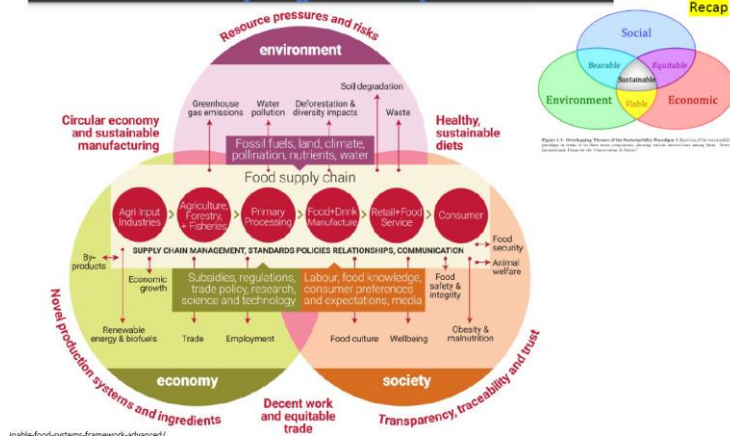 Recap
Resource pressures and risks
environment
Greenhouse
gas emissions
Water
pollution
Deforestation &
diversity impacts
Soil degradation
Waste
Circular economy
and sustainable
manufacturing
Healthy,
sustainable
diets
Fossil fuels, land, climate,
pollination, nutrients, water
Food supply chain
Agri Input
Industries
Agriculture,
Forestry,
+ Fisheries
Primary
Processing
Food+Drink
Manufacture
Retail+Food
Service
Consumer
SUPPLY CHAIN MANAGEMENT, STANDARDS POLICIES RELATIONSHIPS, COMMUNICATION
By-
products
Economic
growth
Subsidies, regulations,
trade policy, research,
science and technology
Labour, food knowledge,
consumer preferences
and expectations, media
Food
safety &
integrity
Food
security
Animal
welfare
Renewable
energy & biofuels
Trade
Employment
Food culture
Wellbeing
Obesity &
malnutrition
economy
society
Novel production systems and ingredients
Decent work
and equitable
trade
Transparency, traceability and trust
Social
Bearable
Equitable
Sustainable
Environment
Viable
Economic
inable-food-systems-framework-advanced/